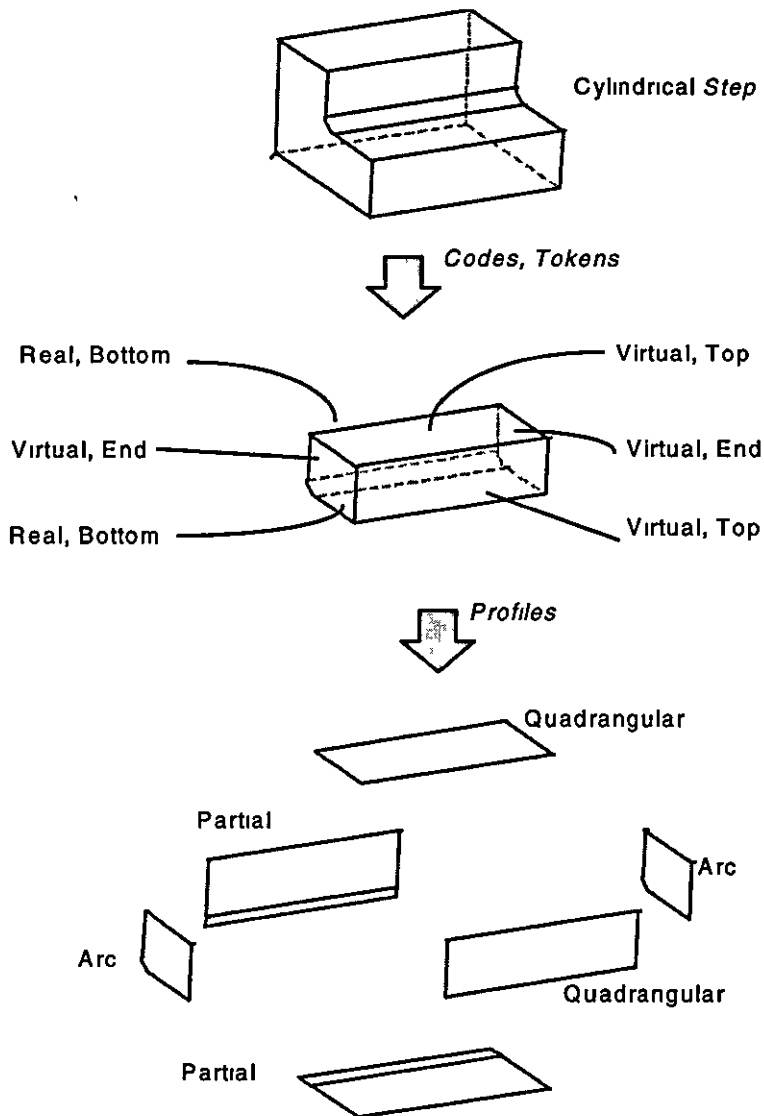 Cylindrical Step
Codes, Tokens
Real, Bottom
Virtual, Top
Virtual, End
Virtual, End
Real, Bottom
Virtual, Top
Profiles
Quadrangular
Partial
Arc
Arc
Quadrangular
Partial